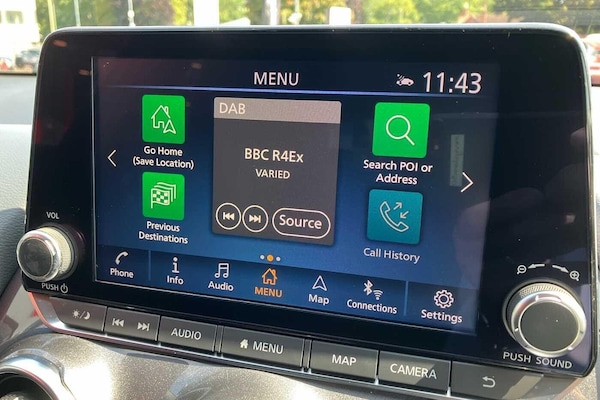 MENU
11:43
DAB
BBC R4Ex
VARIED
Source
Go Home
(Save Location)
Previous
Destinations
Search POI or
Address
Call History
Phone
Info
Audio
MENU
Map
Connections
Settings
VOL
PUSH
PUSH SOUND
AUDIO
MENU
MAP
CAMERA